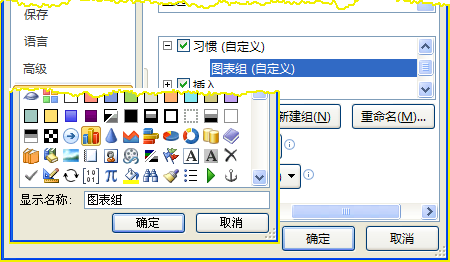 保存
语言
高级
习惯 (自定义)
图表组 (自定义)
插入
新建组(N)
重命名(M)...
显示名称:
图表组
确定
取消
确定
取消